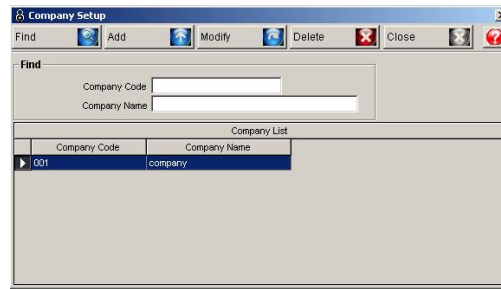 Company Setup
Find Add Modify Delete Close
Find
Company Code
Company Name
Company List
Company Code Company Name
001 company